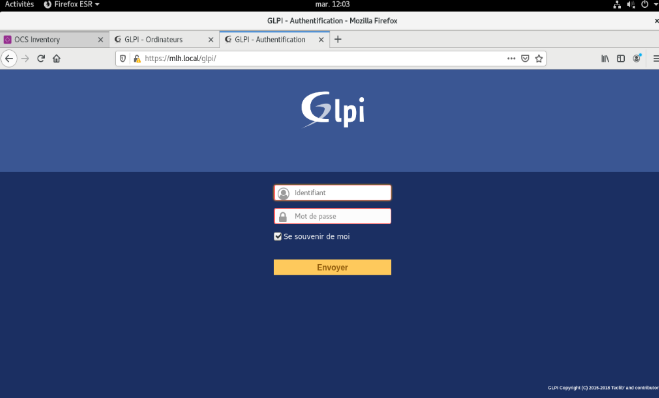 Activités Firefox ESR mar. 12:03
GLPI - Authentification - Mozilla Firefox
OCS Inventory GLPI - Ordinateurs GLPI - Authentification
https://mlh.local/glpi/
Glpi
Identifiant
Mot de passe
Se souvenir de moi
Envoyer
GLPI Copyright (C) 2015-2018 Teclib' and contributors